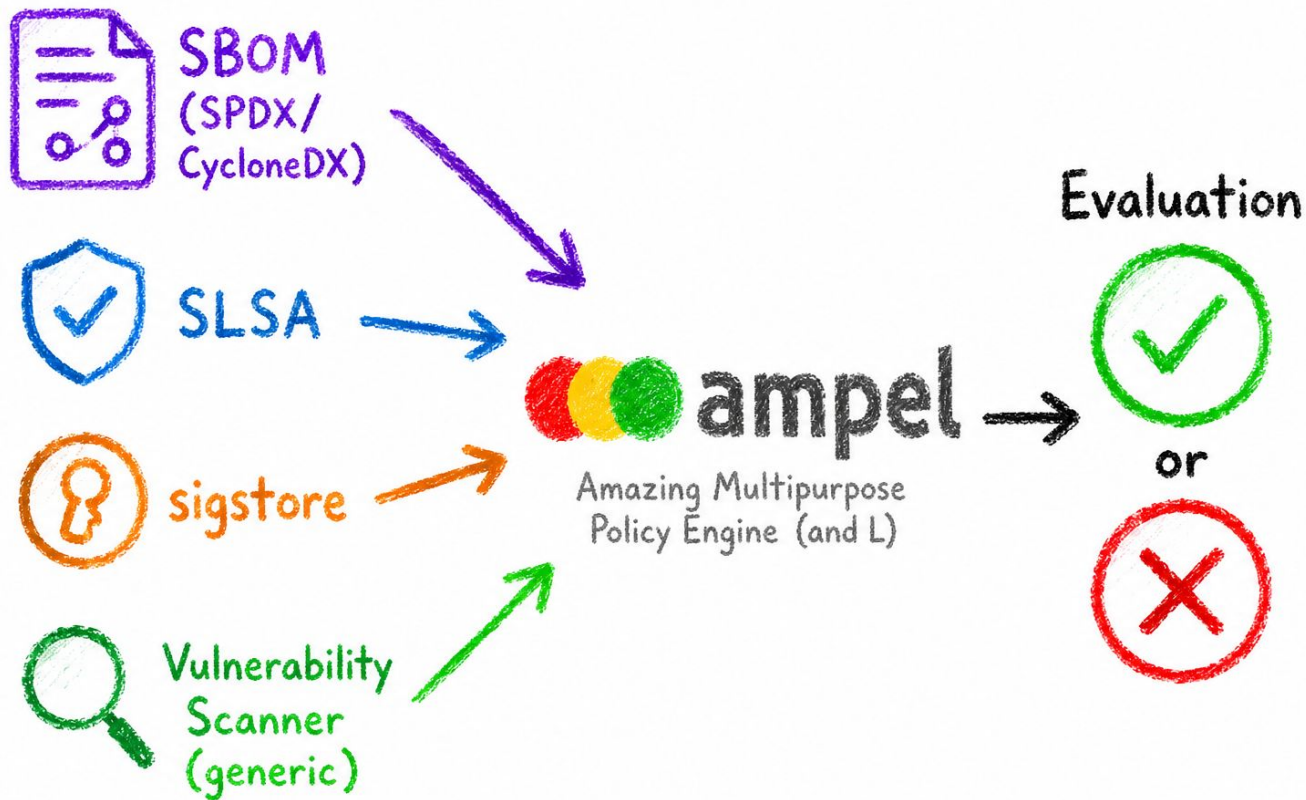 SBOM
(SPDX/
CycloneDX)
SLSA
sigstore
Vulnerability
Scanner
(generic)
ampel
Amazing Multipurpose
Policy Engine (and L)
Evaluation
or